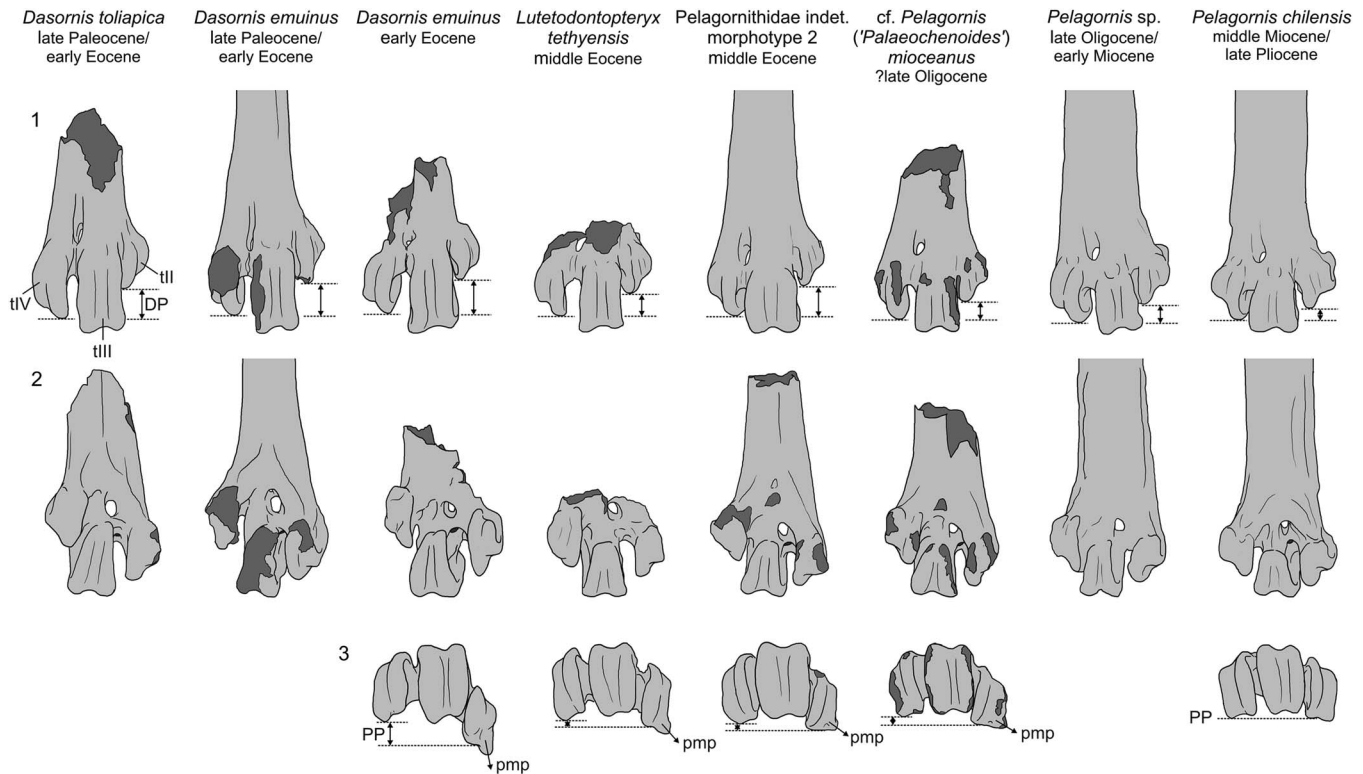 Dasornis toliapica
late Paleocene/
early Eocene
Dasornis emuinus
late Paleocene/
early Eocene
Dasornis emuinus
early Eocene
Lutetodontopteryx
tethyensis
middle Eocene
Pelagornithidae indet.
morphotype 2
middle Eocene
cf. Pelagornis
('Palaeochenoides')
mioceanus
?late Oligocene
Pelagornis sp.
late Oligocene/
early Miocene
Pelagornis chilensis
middle Miocene/
late Pliocene
1
tII
tIV
DP
tIII
2
3
PP
pmp
pmp
pmp
pmp
PP